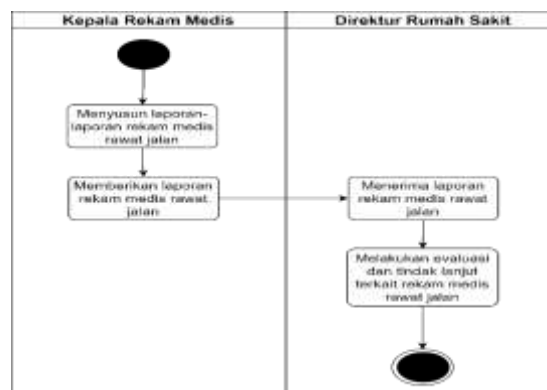 Kepala Rekam Medis
Direktur Rumah Sakit
Menyusun laporan-
laporan rekam medis
rawat jalan
Memberikan laporan
rekam medis rawat
jalan
Menerima laporan
rekam medis rawat
jalan
Melakukan evaluasi
dan tindak lanjut
terkait rekam medis
rawat jalan